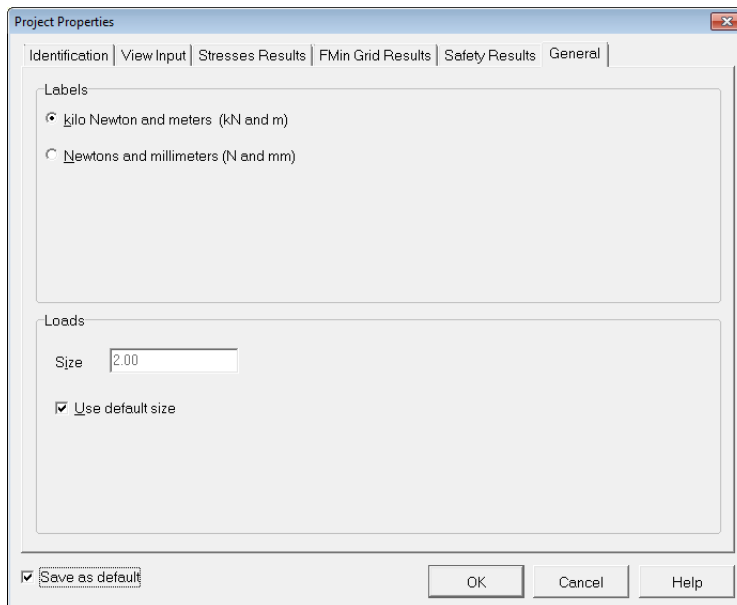 Project Properties
Identification View Input Stresses Results FMin Grid Results Safety Results General
Labels
kilo Newton and meters (kN and m)
Newtons and millimeters (N and mm)
Loads
Size 2.00
Use default size
Save as default OK Cancel Help